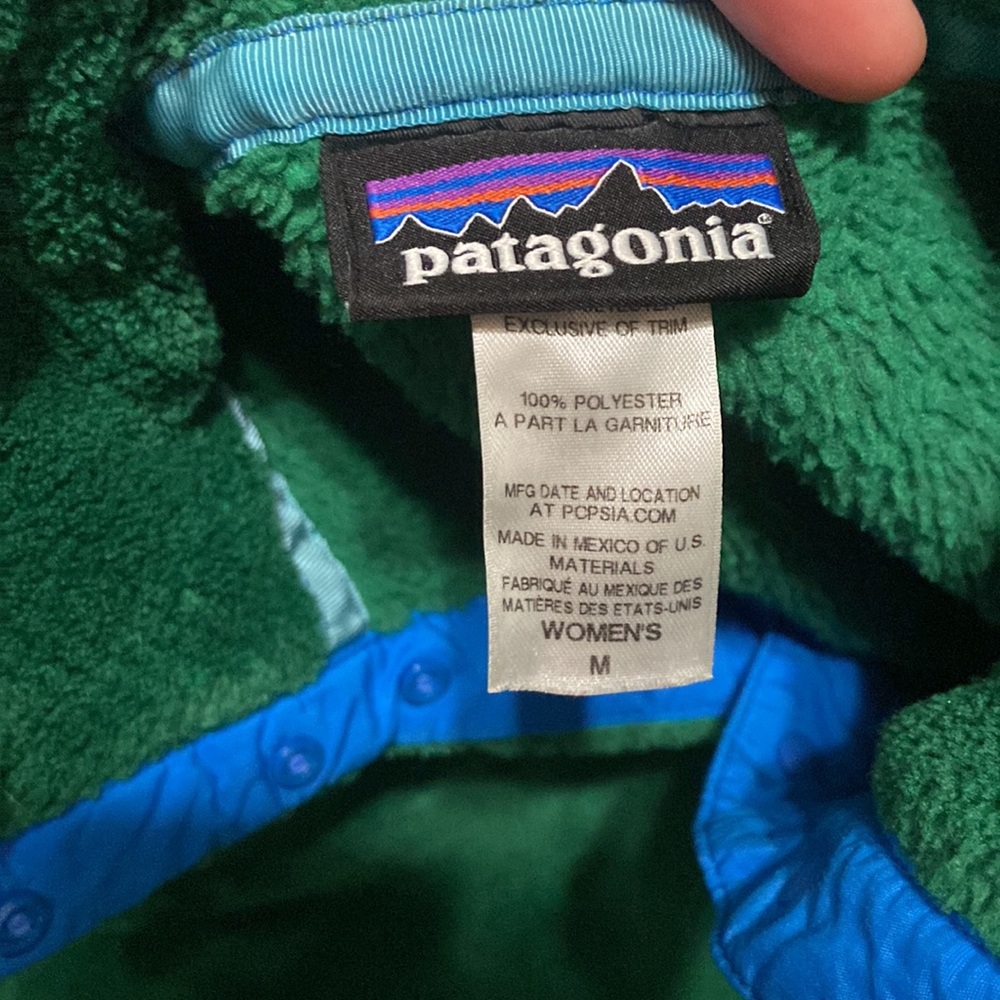 patagonia®
EXCLUSIVE OF TRIM
100% POLYESTER
A PART LA GARNITURE
MFG DATE AND LOCATION
AT PCPSIA.COM
MADE IN MEXICO OF U.S.
MATERIALS
FABRIQUÉ AU MEXIQUE DES
MATIÈRES DES ETATS-UNIS
WOMEN'S
M